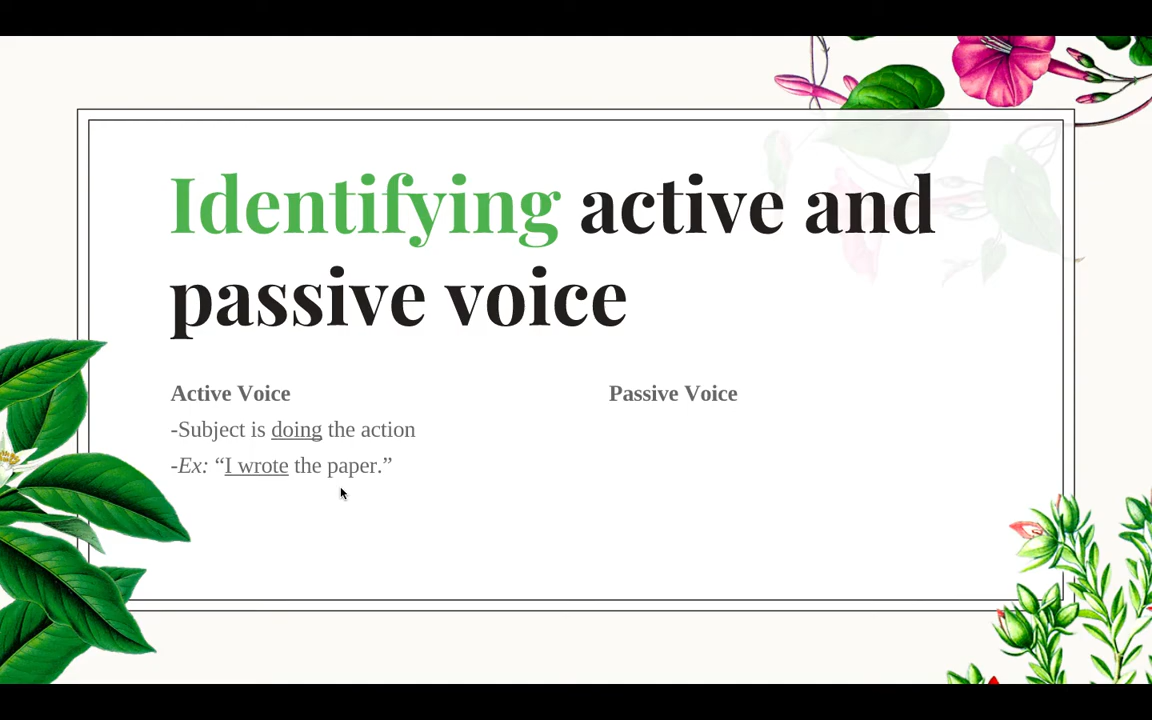 Identifying active and
passive voice
Active Voice
-Subject is doing the action
-Ex: “I wrote the paper.”
Passive Voice